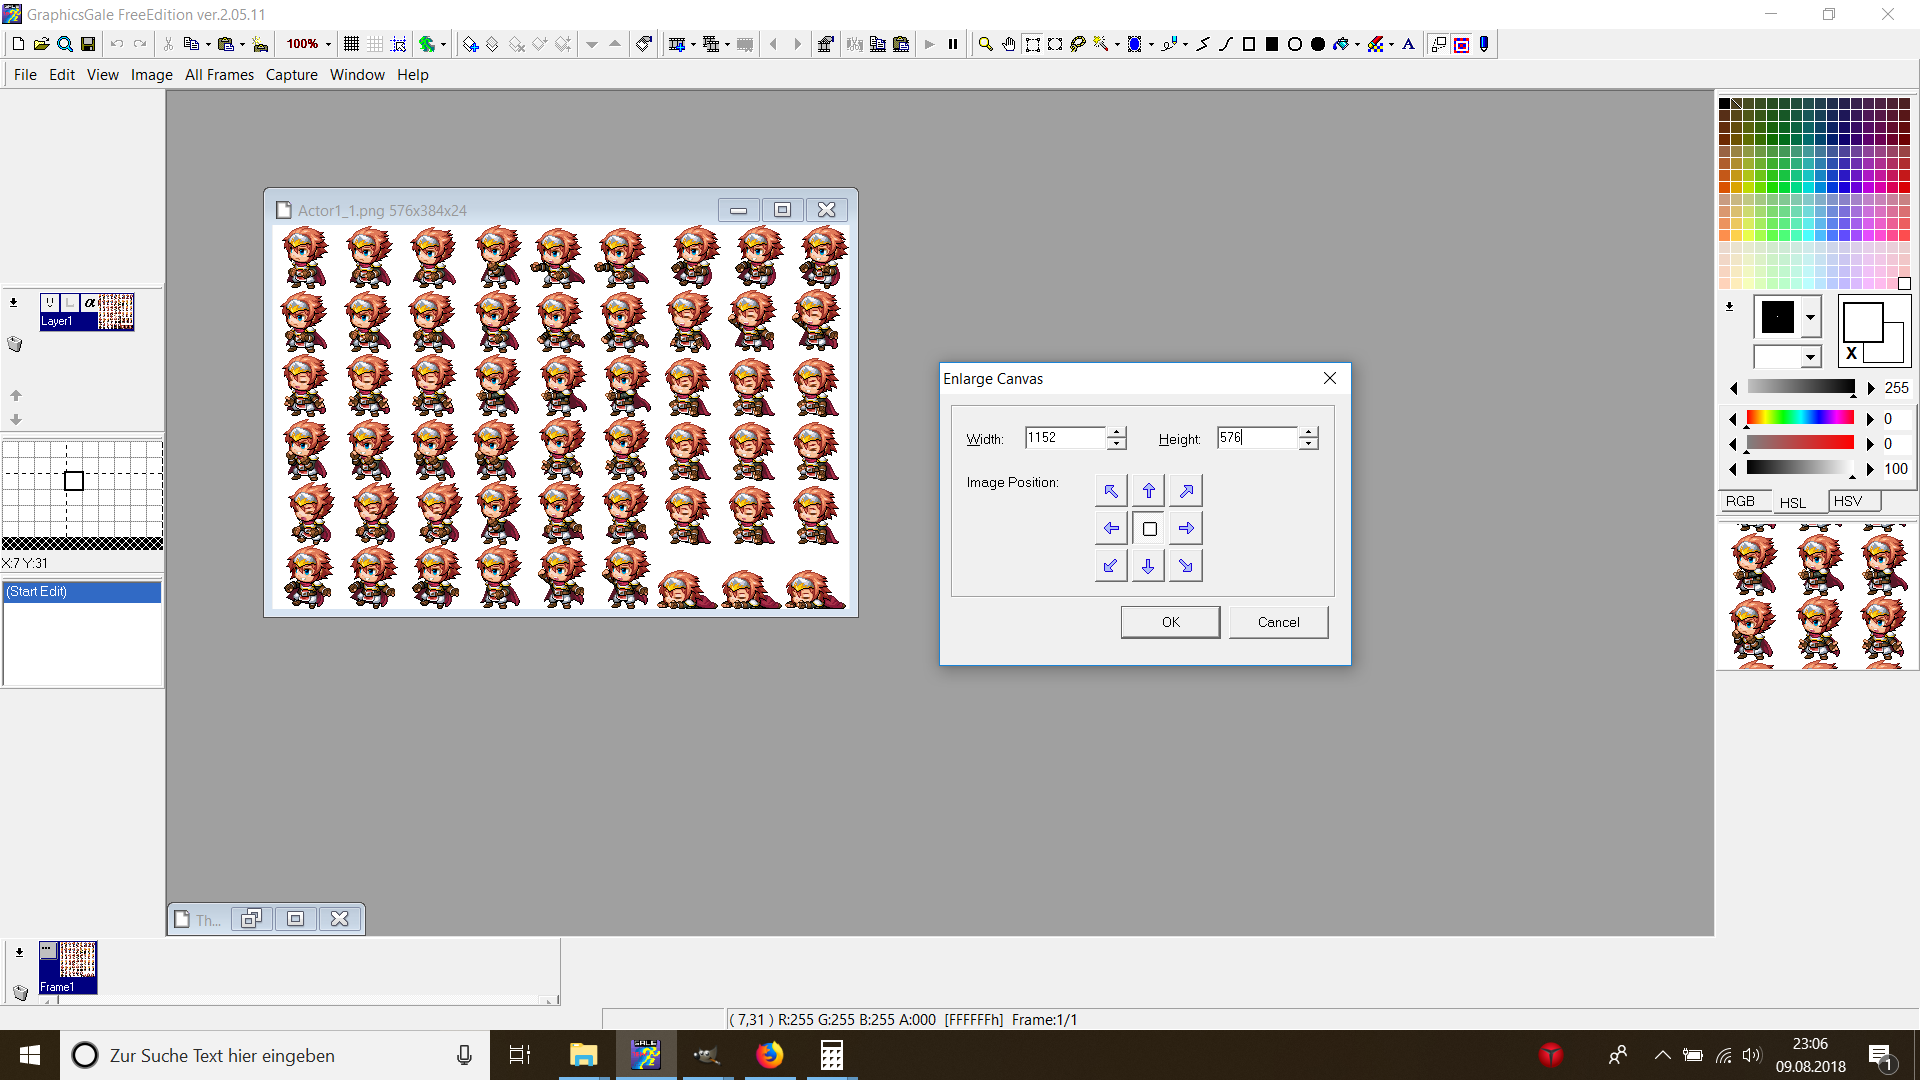 GraphicsGale FreeEdition ver.2.05.11
100%
A
File Edit View Image All Frames Capture Window Help
Actor1_1.png 576x384x24
α
Layer1
X:7 Y:31
(Start Edit)
Enlarge Canvas
Width: 1152 Height: 576
Image Position:
OK Cancel
X
255
0
0
100
RGB HSL HSV
Th...
Frame1
( 7,31 ) R:255 G:255 B:255 A:000 [FFFFFFh] Frame:1/1
Zur Suche Text hier eingeben
GALE
23:06
09.08.2018
1